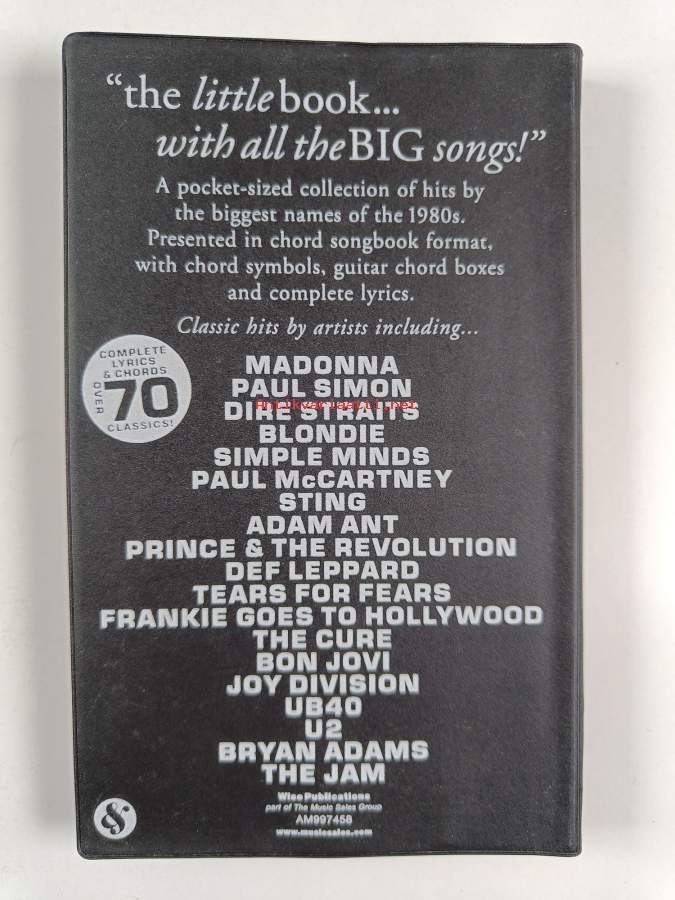 “the little book...
with all the BIG songs!”
A pocket-sized collection of hits by
the biggest names of the 1980s.
Presented in chord songbook format,
with chord symbols, guitar chord boxes
and complete lyrics.
Classic hits by artists including...
COMPLETE
LYRICS
& CHORDS
OVER
70
CLASSICS!
MADONNA
PAUL SIMON
antikvariaatti.net
DIRE STRAITS
BLONDIE
SIMPLE MINDS
PAUL McCARTNEY
STING
ADAM ANT
PRINCE & THE REVOLUTION
DEF LEPPARD
TEARS FOR FEARS
FRANKIE GOES TO HOLLYWOOD
THE CURE
BON JOVI
JOY DIVISION
UB40
U2
BRYAN ADAMS
THE JAM
Wise Publications
part of The Music Sales Group
AM997458
www.musicsales.com
&